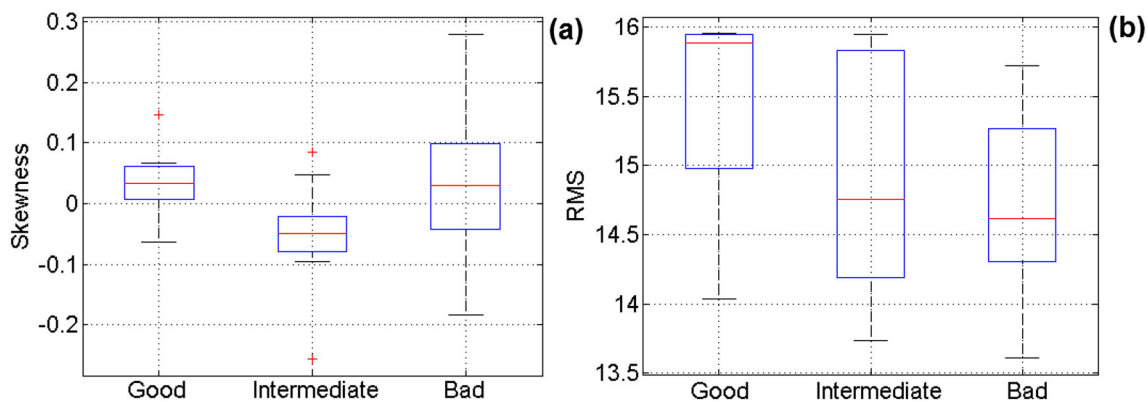 (a)
Skewness
0.3
0.2
0.1
0
-0.1
-0.2
Good Intermediate Bad
(b)
RMS
16
15.5
15
14.5
14
13.5
Good Intermediate Bad